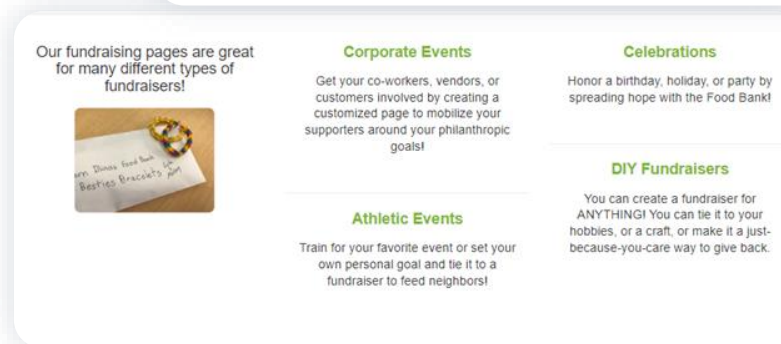 Our fundraising pages are great
for many different types of
fundraisers!
rn Illinois Food Bank
Besties Bracelets
Corporate Events
Get your co-workers, vendors, or
customers involved by creating a
customized page to mobilize your
supporters around your philanthropic
goals!
Athletic Events
Train for your favorite event or set your
own personal goal and tie it to a
fundraiser to feed neighbors!
Celebrations
Honor a birthday, holiday, or party by
spreading hope with the Food Bank!
DIY Fundraisers
You can create a fundraiser for
ANYTHING! You can tie it to your
hobbies, or a craft, or make it a just-
because-you-care way to give back.